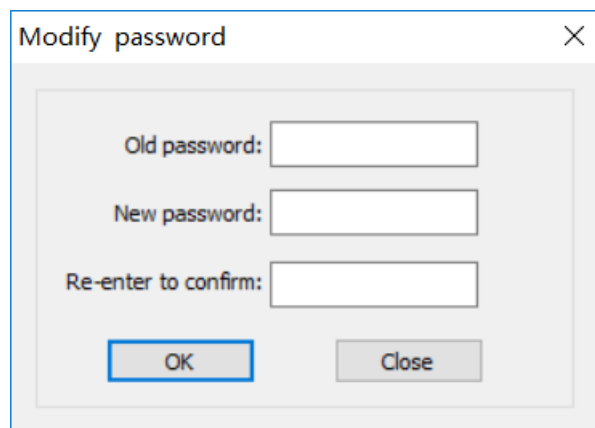 Modify password
Old password:
New password:
Re-enter to confirm:
OK Close